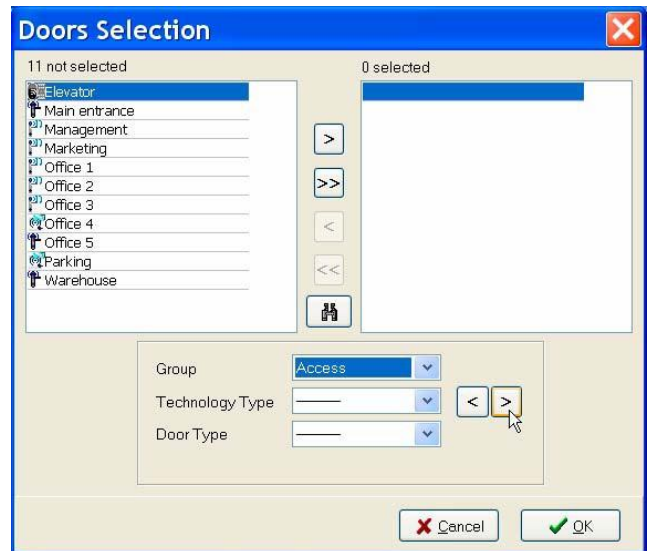 Doors Selection
11 not selected
0 selected
Elevator
Main entrance
Management
Marketing
Office 1
Office 2
Office 3
Office 4
Office 5
Parking
Warehouse
>
>>
<
<<
Group Access
Technology Type
< >
Door Type
Cancel OK